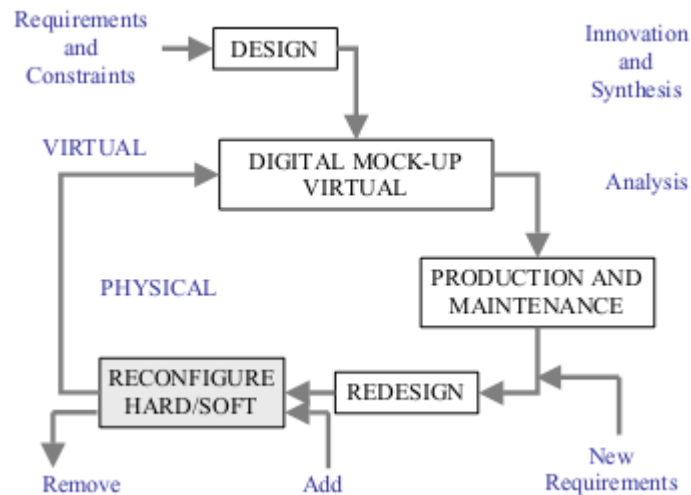 Requirements
and
Constraints
DESIGN
Innovation
and
Synthesis
VIRTUAL
DIGITAL MOCK-UP
VIRTUAL
Analysis
PHYSICAL
PRODUCTION AND
MAINTENANCE
RECONFIGURE
HARD/SOFT
REDESIGN
Remove
Add
New
Requirements